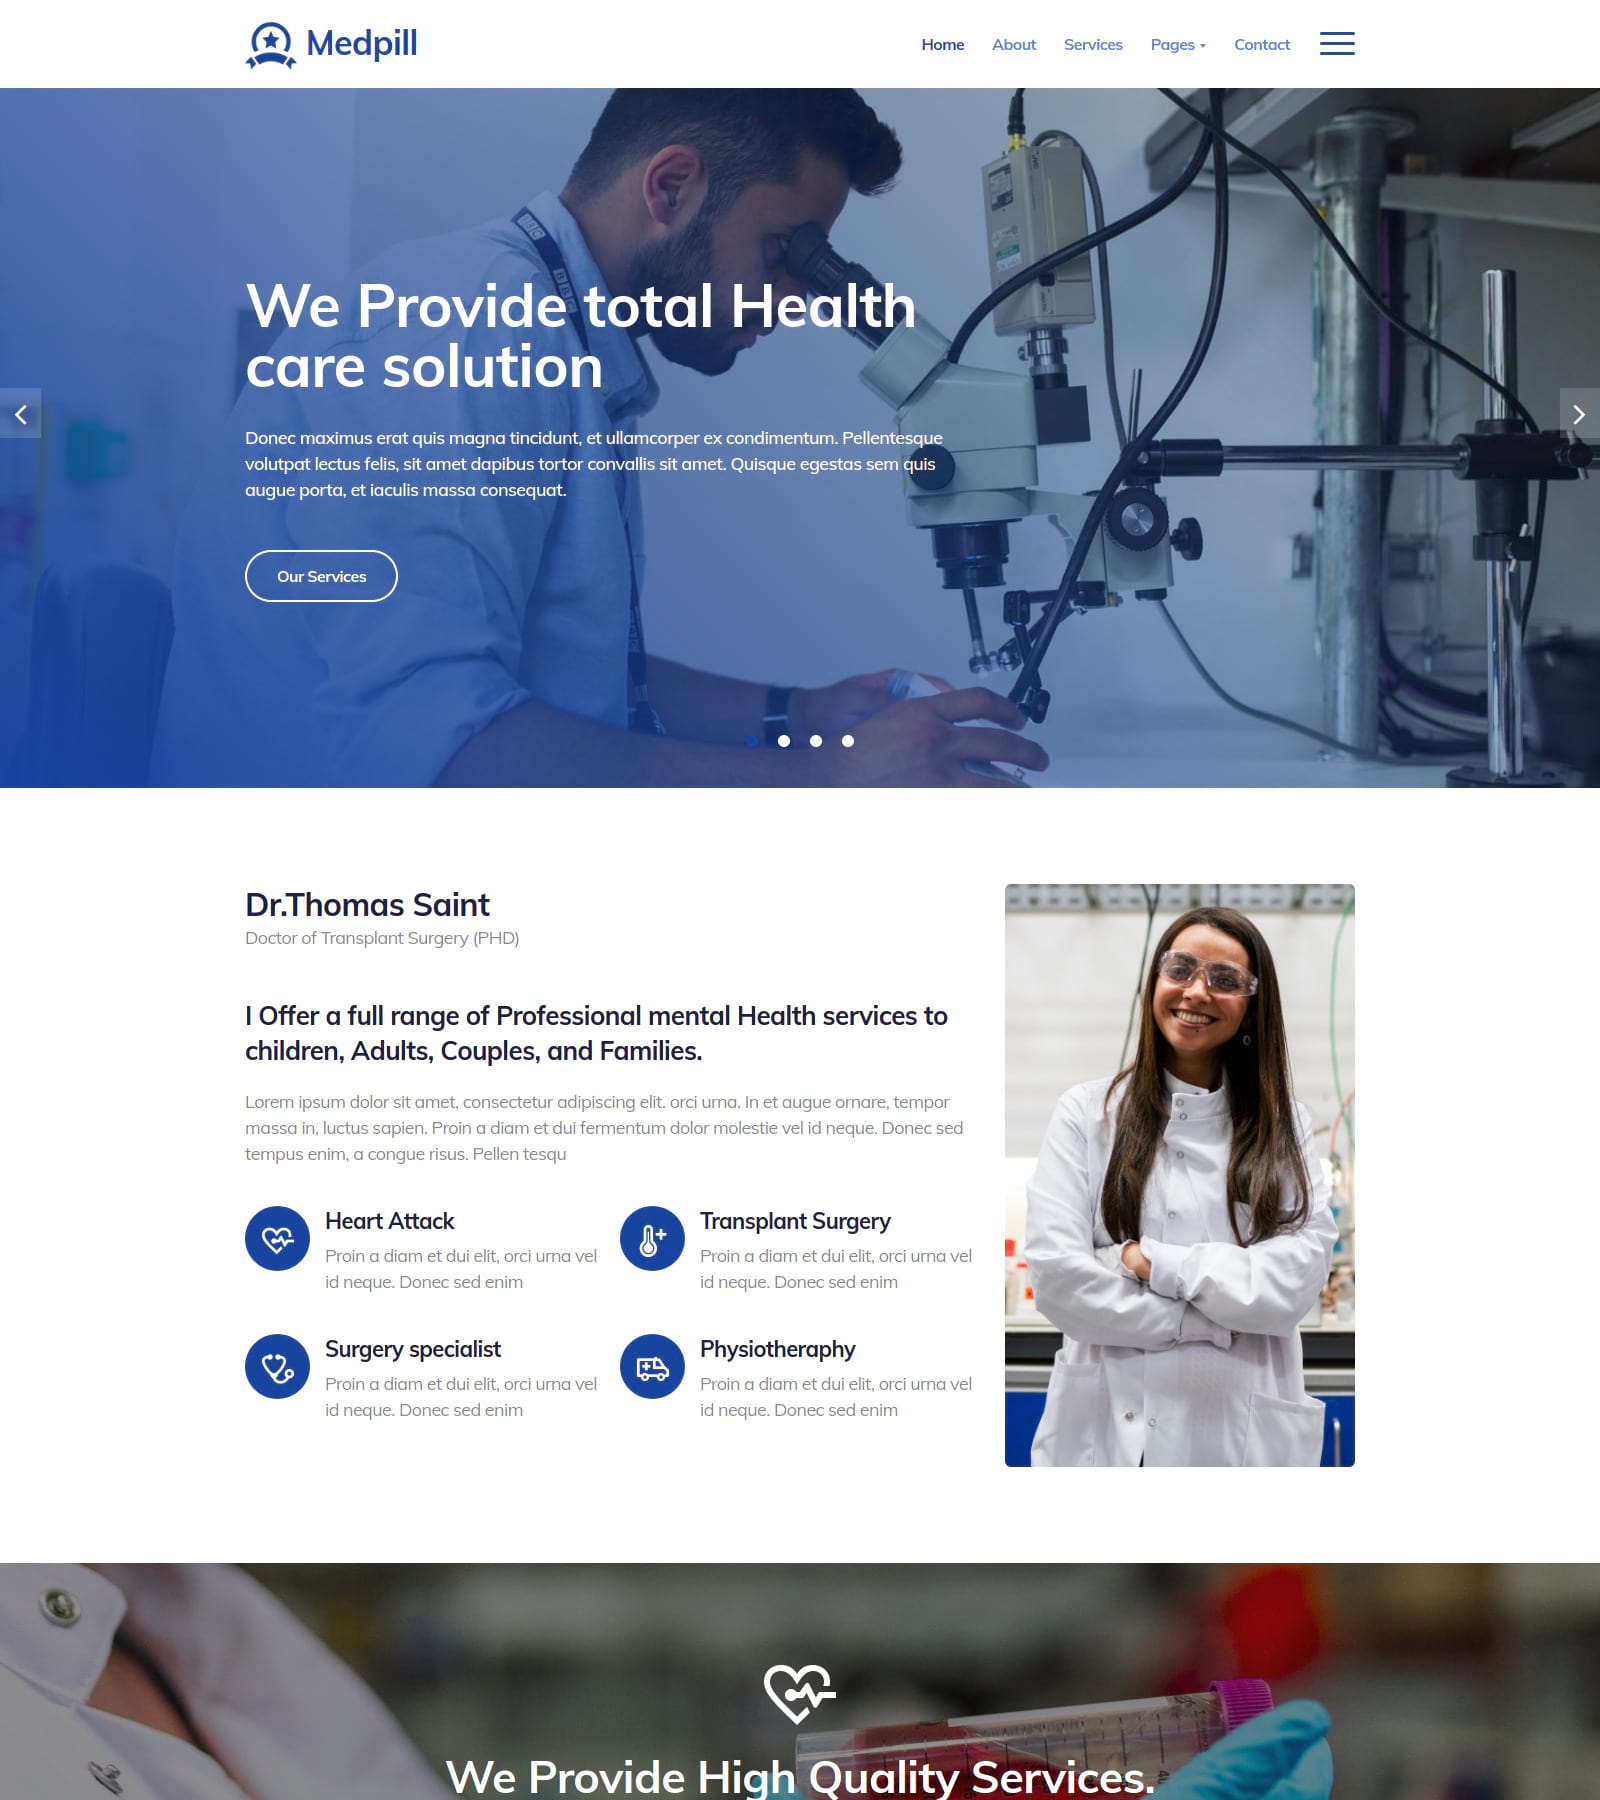 Medpill
Home About Services Pages Contact
BBC
We Provide total Health
care solution
Donec maximus erat quis magna tincidunt, et ullamcorper ex condimentum. Pellentesque
volutpat lectus felis, sit amet dapibus tortor convallis sit amet. Quisque egestas sem quis
augue porta, et iaculis massa consequat.
Our Services
Dr.Thomas Saint
Doctor of Transplant Surgery (PHD)
I Offer a full range of Professional mental Health services to
children, Adults, Couples, and Families.
Lorem ipsum dolor sit amet, consectetur adipiscing elit. orci urna. In et augue ornare, tempor
massa in, luctus sapien. Proin a diam et dui fermentum dolor molestie vel id neque. Donec sed
tempus enim, a congue risus. Pellen tesqu
Heart Attack
Proin a diam et dui elit, orci urna vel
id neque. Donec sed enim
Transplant Surgery
Proin a diam et dui elit, orci urna vel
id neque. Donec sed enim
Surgery specialist
Proin a diam et dui elit, orci urna vel
id neque. Donec sed enim
Physiotheraphy
Proin a diam et dui elit, orci urna vel
id neque. Donec sed enim
We Provide High Quality Services.